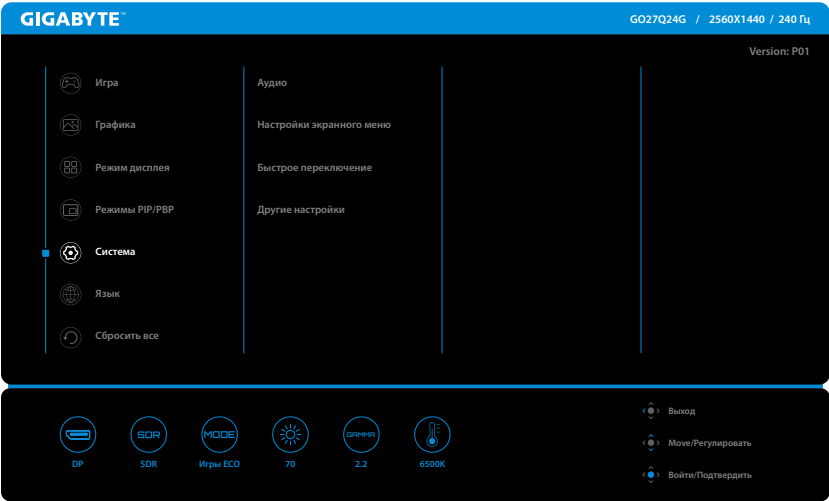 GIGABYTE™
GO27Q24G / 2560X1440 / 240 Гц
Version: P01
Игра
Аудио
Графика
Настройки экранного меню
Режим дисплея
Быстрое переключение
Режимы PIP/PBP
Другие настройки
Система
Язык
Сбросить все
SDR
MODE
GAMMA
DP
SDR
Игры ECO
70
2.2
6500K
Выход
Move/Регулировать
Войти/Подтвердить